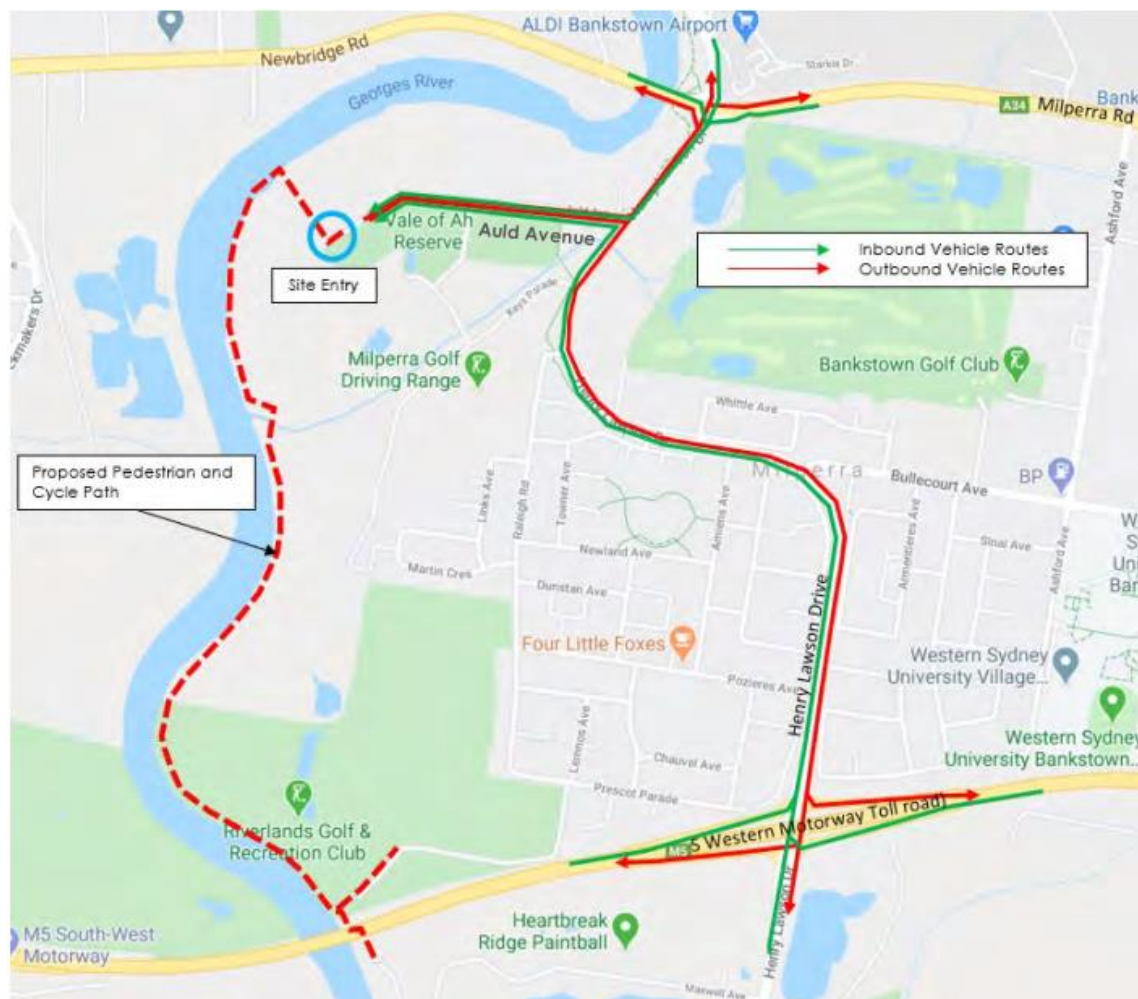 ALDI Bankstown Airport
Newbridge Rd
Starkie Dr
Georges River
A34
Milperra Rd
Bank
Ashford Ave
Vale of Ah
Reserve
Auld Avenue
Inbound Vehicle Routes
Outbound Vehicle Routes
Site Entry
Keys Parade
Milperra Golf
Driving Range
Bankstown Golf Club
Whittle Ave
Proposed Pedestrian and
Cycle Path
Bullecourt Ave
BP
Links Ave
Raleigh Rd
Towner Ave
Amiens Ave
Armentieres Ave
Sinai Ave
Ashford Ave
Newland Ave
Martin Cres
Dunstan Ave
Henry Lawson Drive
Four Little Foxes
Pozieres Ave
Western Sydney
University Village...
Lemnos Ave
Chauvel Ave
Western Sydney
University Bankstown...
Prescot Parade
Riverlands Golf &
Recreation Club
S Western Motorway Toll road)
M5
Henry Lawson Dr
Heartbreak
Ridge Paintball
M5 South-West
Motorway
Maxwell Ave